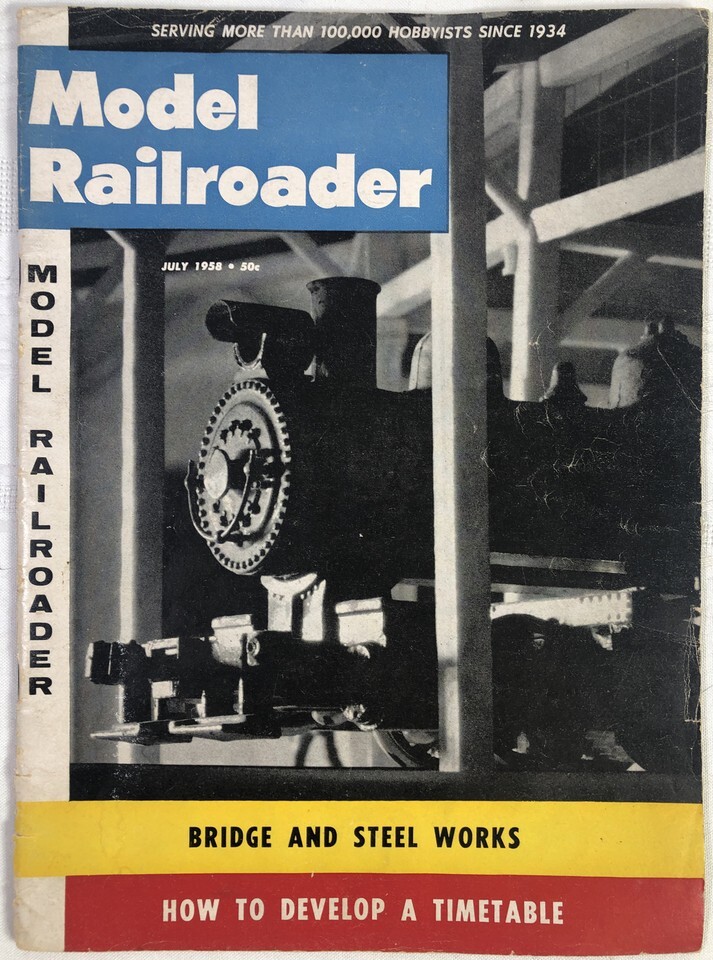 SERVING MORE THAN 100,000 HOBBYISTS SINCE 1934
Model
Railroader
JULY 1958 • 50c
MODEL RAILROADER
BRIDGE AND STEEL WORKS
HOW TO DEVELOP A TIMETABLE